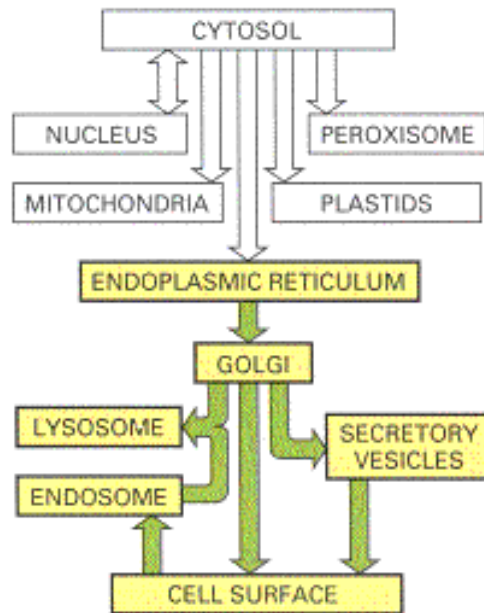 CYTOSOL
NUCLEUS
PEROXISOME
MITOCHONDRIA
PLASTIDS
ENDOPLASMIC RETICULUM
GOLGI
LYSOSOME
SECRETORY
VESICLES
ENDOSOME
CELL SURFACE